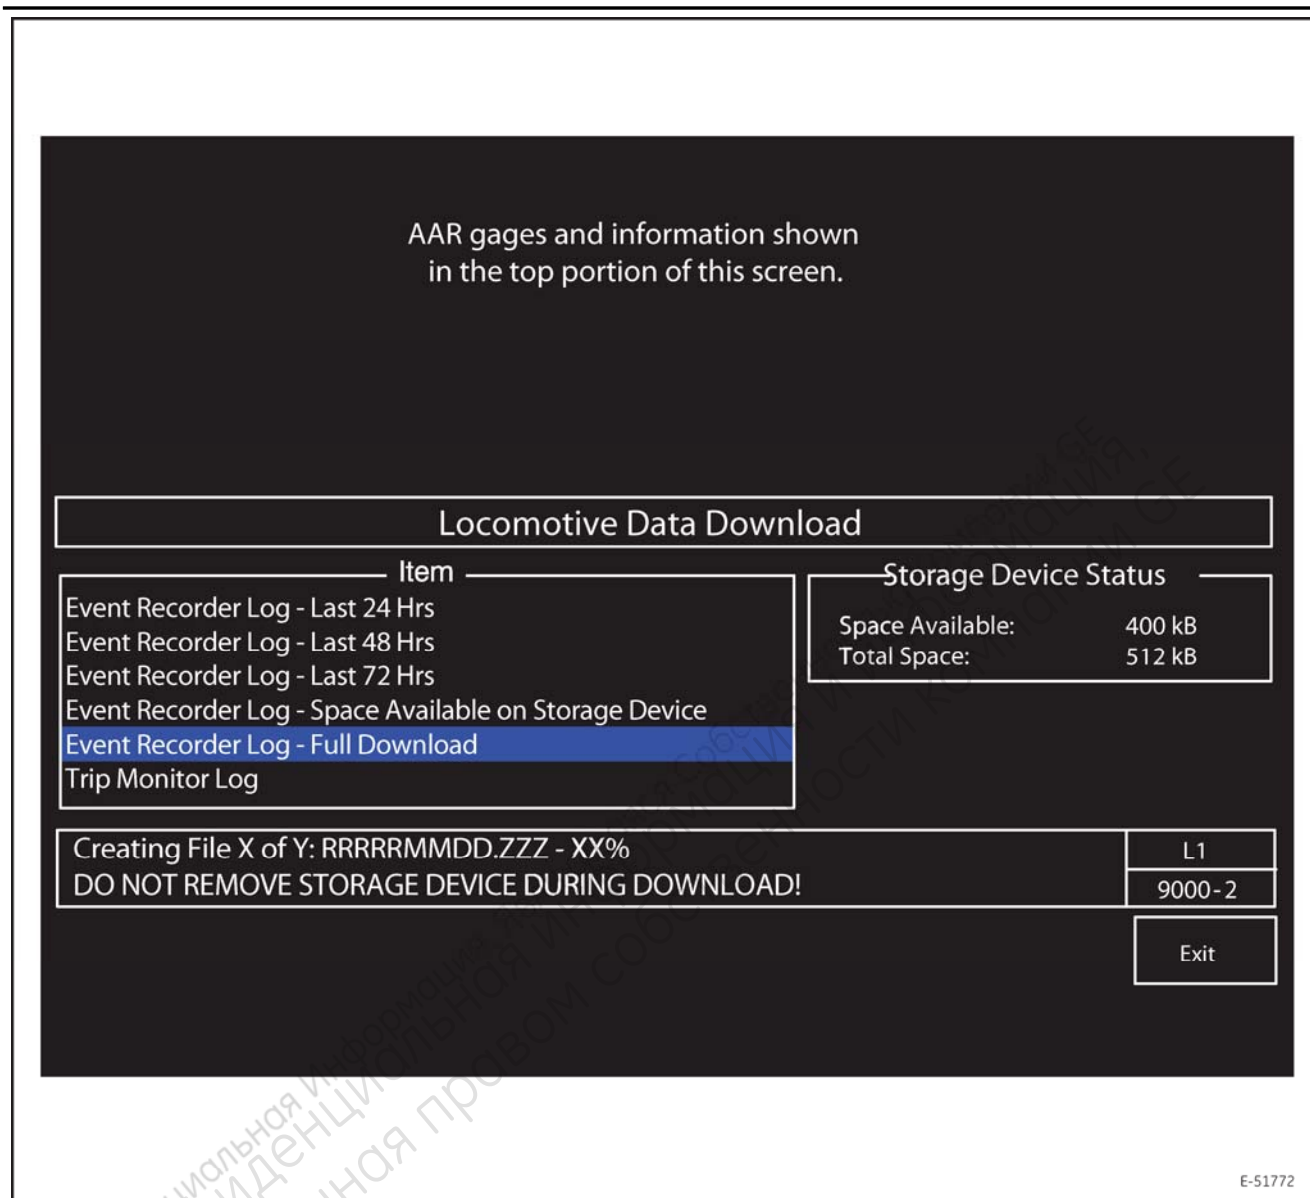 AAR gages and information shown
in the top portion of this screen.
Locomotive Data Download
Item
Event Recorder Log - Last 24 Hrs
Event Recorder Log - Last 48 Hrs
Event Recorder Log - Last 72 Hrs
Event Recorder Log - Space Available on Storage Device
Event Recorder Log - Full Download
Trip Monitor Log
Storage Device Status
Space Available: 400 kB
Total Space: 512 kB
Creating File X of Y: RRRRRMMDD.ZZZ - XX%
DO NOT REMOVE STORAGE DEVICE DURING DOWNLOAD!
L1
9000-2
Exit
E-51772